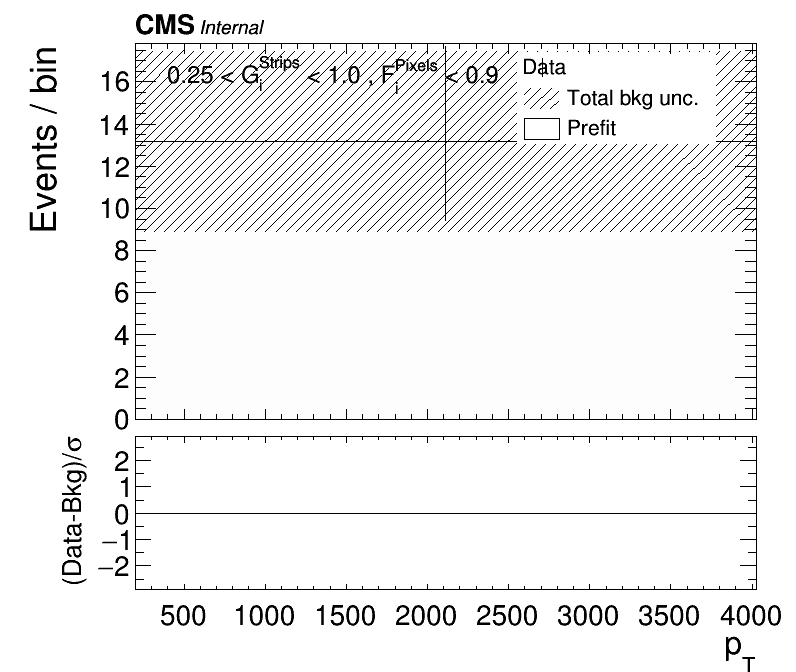 CMS Internal
Events / bin
0.25 < G_i^Strips < 1.0 , F_i^Pixels < 0.9
Data
Total bkg unc.
Prefit
16
14
12
10
8
6
4
2
0
(Data-Bkg)/σ
2
1
0
−1
−2
500 1000 1500 2000 2500 3000 3500 4000
p_T